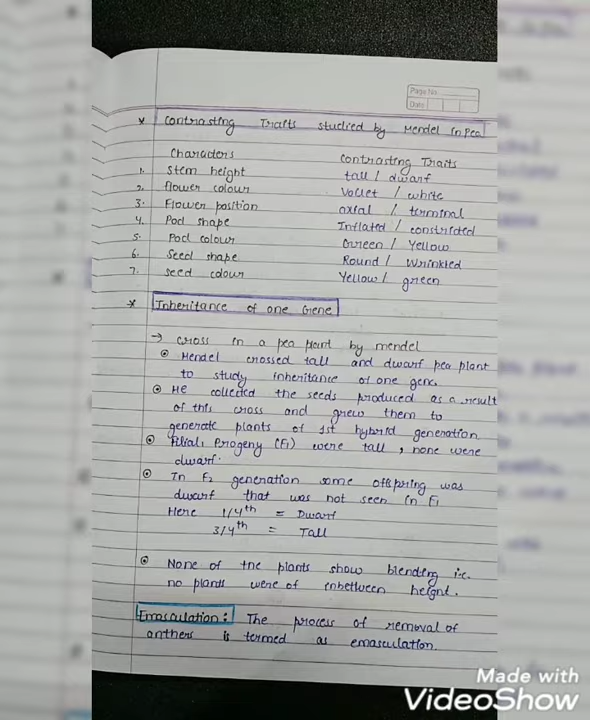 Page No.
Date
* Contrasting Traits studied by Mendel in pea
Characters Contrasting Traits
1. Stem height tall / dwarf
2. flower colour Voilet / white
3. Flower position axial / terminal
4. Pod shape Inflated / constricted
5. Pod colour Green / Yellow
6. Seed shape Round / Wrinkled
7. seed colour Yellow / green
* Inheritance of one Gene
→ cross in a pea plant by mendel
Mendel crossed tall and dwarf pea plant
to study inheritance of one gene.
He collected the seeds produced as a result
of this cross and grew them to
generate plants of 1st hybrid generation.
Filial, Progeny (F1) were tall, none were
dwarf.
In F2 generation some offspring was
dwarf that was not seen in F1
Here 1/4th = Dwarf
3/4th = Tall
None of the plants show blending i.e.
no plants were of inbetween height.
Emasculation: The process of removal of
anthers is termed as emasculation.
Made with
VideoShow